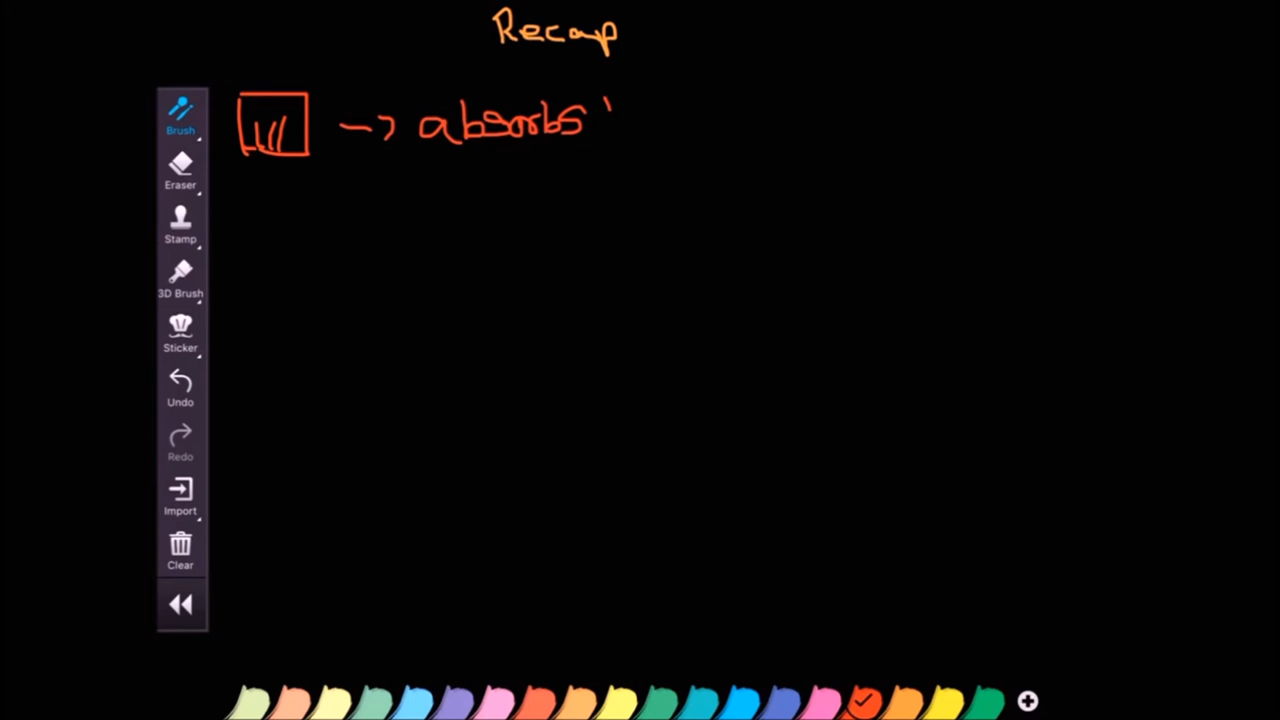 Recap
→ absorbs
Brush
Eraser
Stamp
3D Brush
Sticker
Undo
Redo
Import
Clear